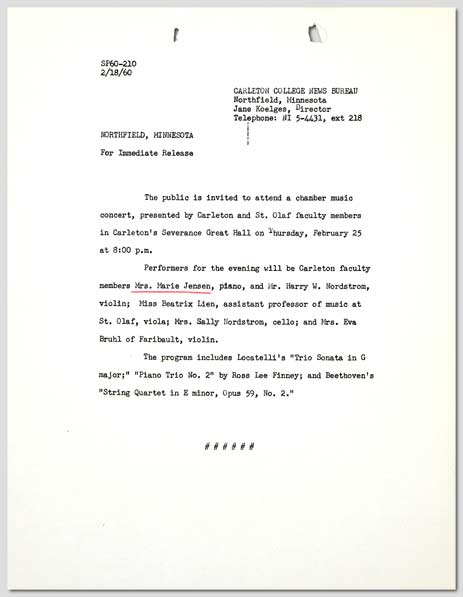 SP60-210
2/18/60
CARLETON COLLEGE NEWS BUREAU
Northfield, Minnesota
Jane Koelges, Director
Telephone: NI 5-4431, ext 218
NORTHFIELD, MINNESOTA
For Immediate Release
The public is invited to attend a chamber music
concert, presented by Carleton and St. Olaf faculty members
in Carleton's Severance Great Hall on Thursday, February 25
at 8:00 p.m.
Performers for the evening will be Carleton faculty
members Mrs. Marie Jensen, piano, and Mr. Harry W. Nordstrom,
violin; Miss Beatrix Lien, assistant professor of music at
St. Olaf, viola; Mrs. Sally Nordstrom, cello; and Mrs. Eva
Bruhl of Faribault, violin.
The program includes Locatelli's "Trio Sonata in G
major;" "Piano Trio No. 2" by Ross Lee Finney; and Beethoven's
"String Quartet in E minor, Opus 59, No. 2."
# # # # # #